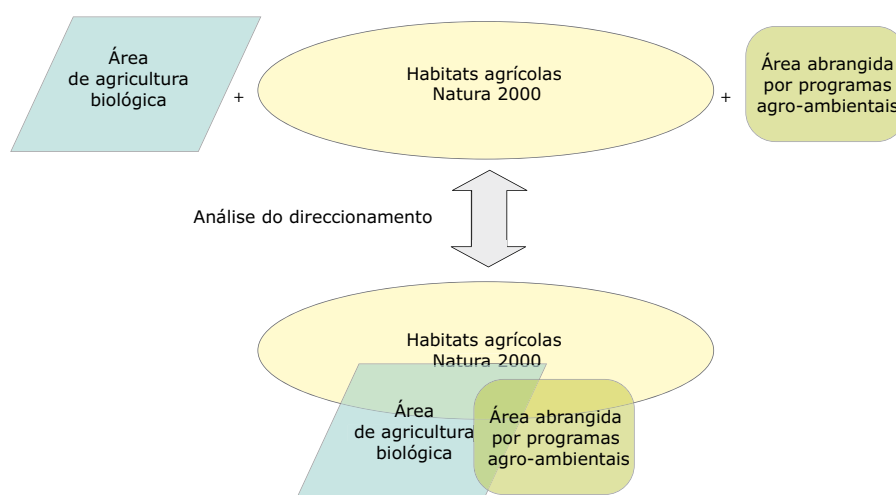 Área
de agricultura
biológica
+
Habitats agrícolas
Natura 2000
+
Área abrangida
por programas
agro-ambientais
Análise do direccionamento
Habitats agrícolas
Natura 2000
Área
de agricultura
biológica
Área abrangida
por programas
agro-ambientais